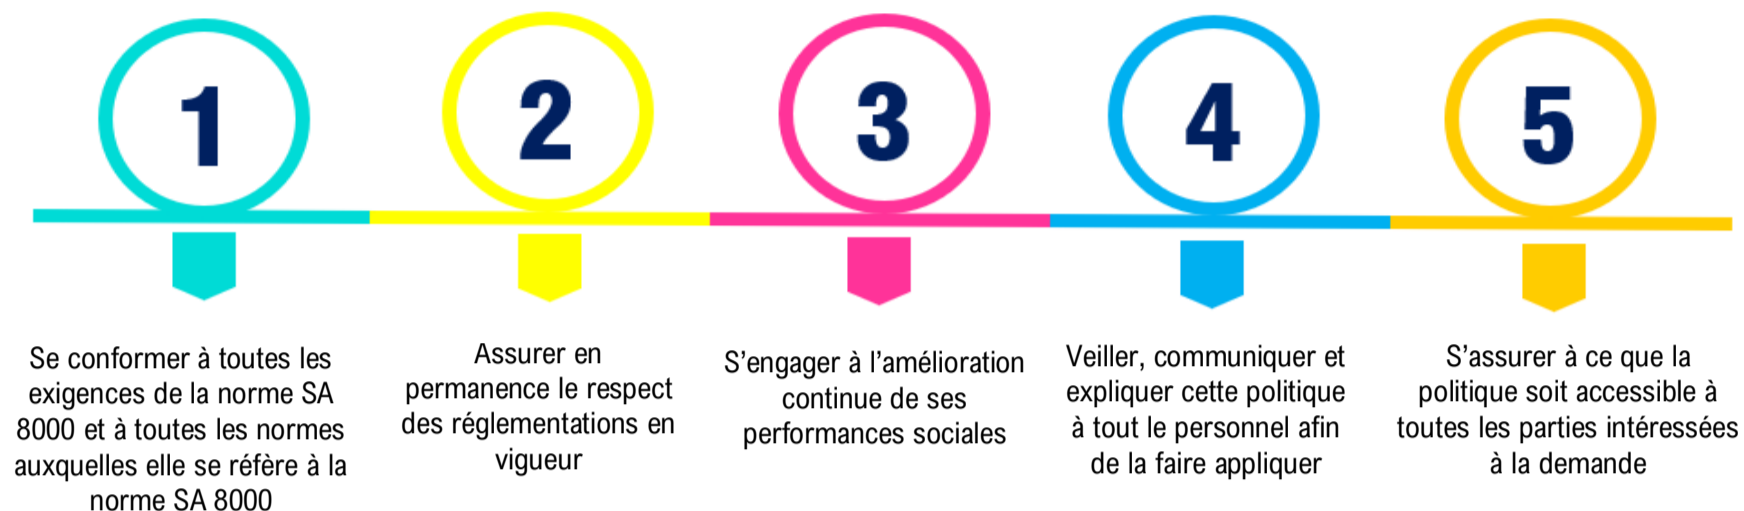 1
2
3
4
5
Se conformer à toutes les
exigences de la norme SA
8000 et à toutes les normes
auxquelles elle se réfère à la
norme SA 8000
Assurer en
permanence le respect
des réglementations en
vigueur
S’engager à l’amélioration
continue de ses
performances sociales
Veiller, communiquer et
expliquer cette politique
à tout le personnel afin
de la faire appliquer
S’assurer à ce que la
politique soit accessible à
toutes les parties intéressées
à la demande